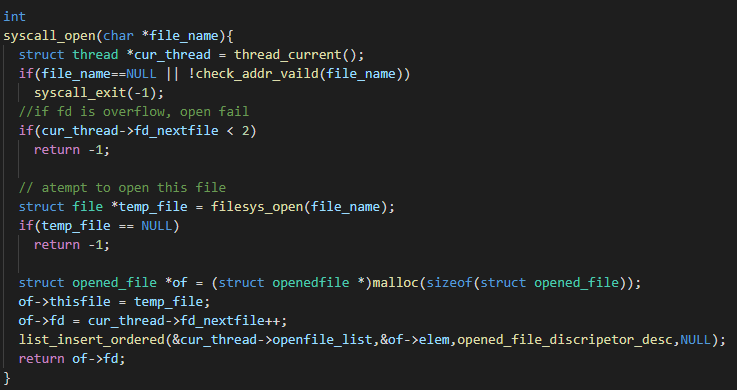 int
syscall_open(char *file_name){
struct thread *cur_thread = thread_current();
if(file_name==NULL || !check_addr_vaild(file_name))
syscall_exit(-1);
//if fd is overflow, open fail
if(cur_thread->fd_nextfile < 2)
return -1;
// atempt to open this file
struct file *temp_file = filesys_open(file_name);
if(temp_file == NULL)
return -1;
struct opened_file *of = (struct openedfile *)malloc(sizeof(struct opened_file));
of->thisfile = temp_file;
of->fd = cur_thread->fd_nextfile++;
list_insert_ordered(&cur_thread->openfile_list,&of->elem,opened_file_discripetor_desc,NULL);
return of->fd;
}